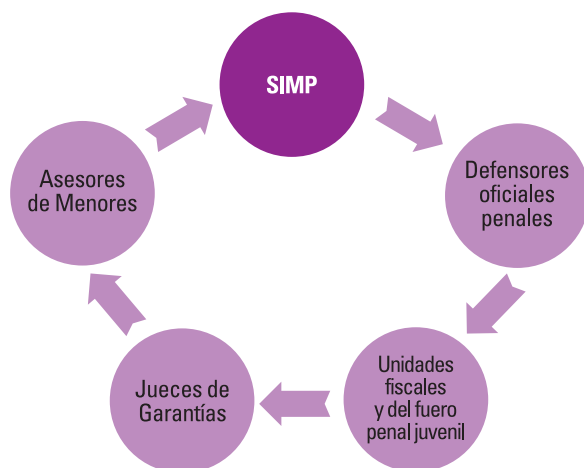 SIMP
Defensores
oficiales
penales
Unidades
fiscales
y del fuero
penal juvenil
Jueces de
Garantías
Asesores
de Menores